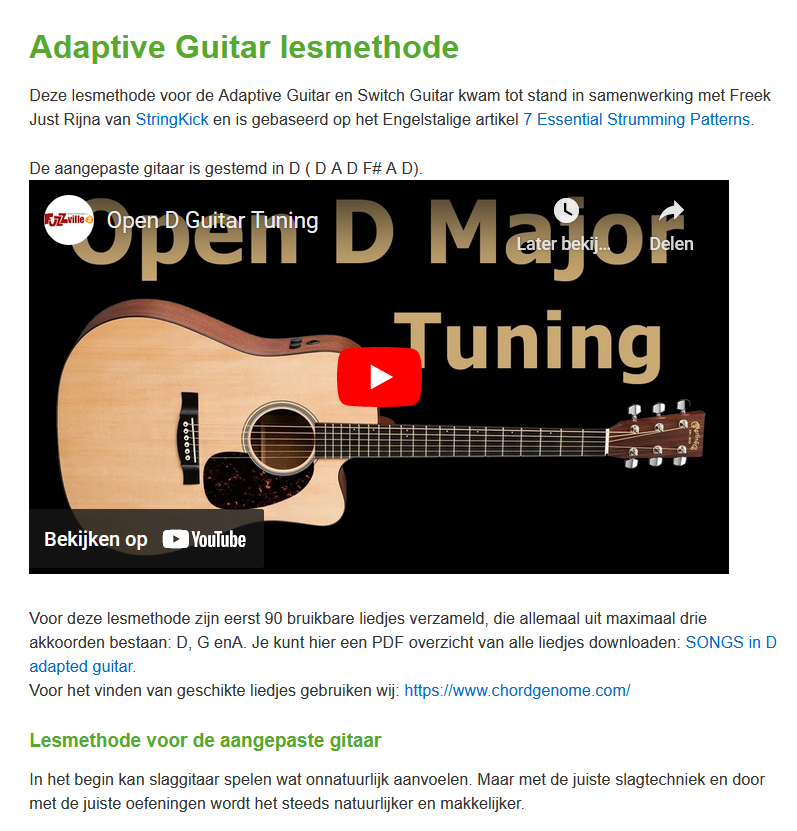 Adaptive Guitar lesmethode
Deze lesmethode voor de Adaptive Guitar en Switch Guitar kwam tot stand in samenwerking met Freek
Just Rijna van StringKick en is gebaseerd op het Engelstalige artikel 7 Essential Strumming Patterns.
De aangepaste gitaar is gestemd in D ( D A D F# A D).
FUZZville
Open D Guitar Tuning
Open D Major
Later bekij...
Delen
Tuning
Bekijken op YouTube
Voor deze lesmethode zijn eerst 90 bruikbare liedjes verzameld, die allemaal uit maximaal drie
akkoorden bestaan: D, G enA. Je kunt hier een PDF overzicht van alle liedjes downloaden: SONGS in D
adapted guitar.
Voor het vinden van geschikte liedjes gebruiken wij: https://www.chordgenome.com/
Lesmethode voor de aangepaste gitaar
In het begin kan slaggitaar spelen wat onnatuurlijk aanvoelen. Maar met de juiste slagtechniek en door
met de juiste oefeningen wordt het steeds natuurlijker en makkelijker.